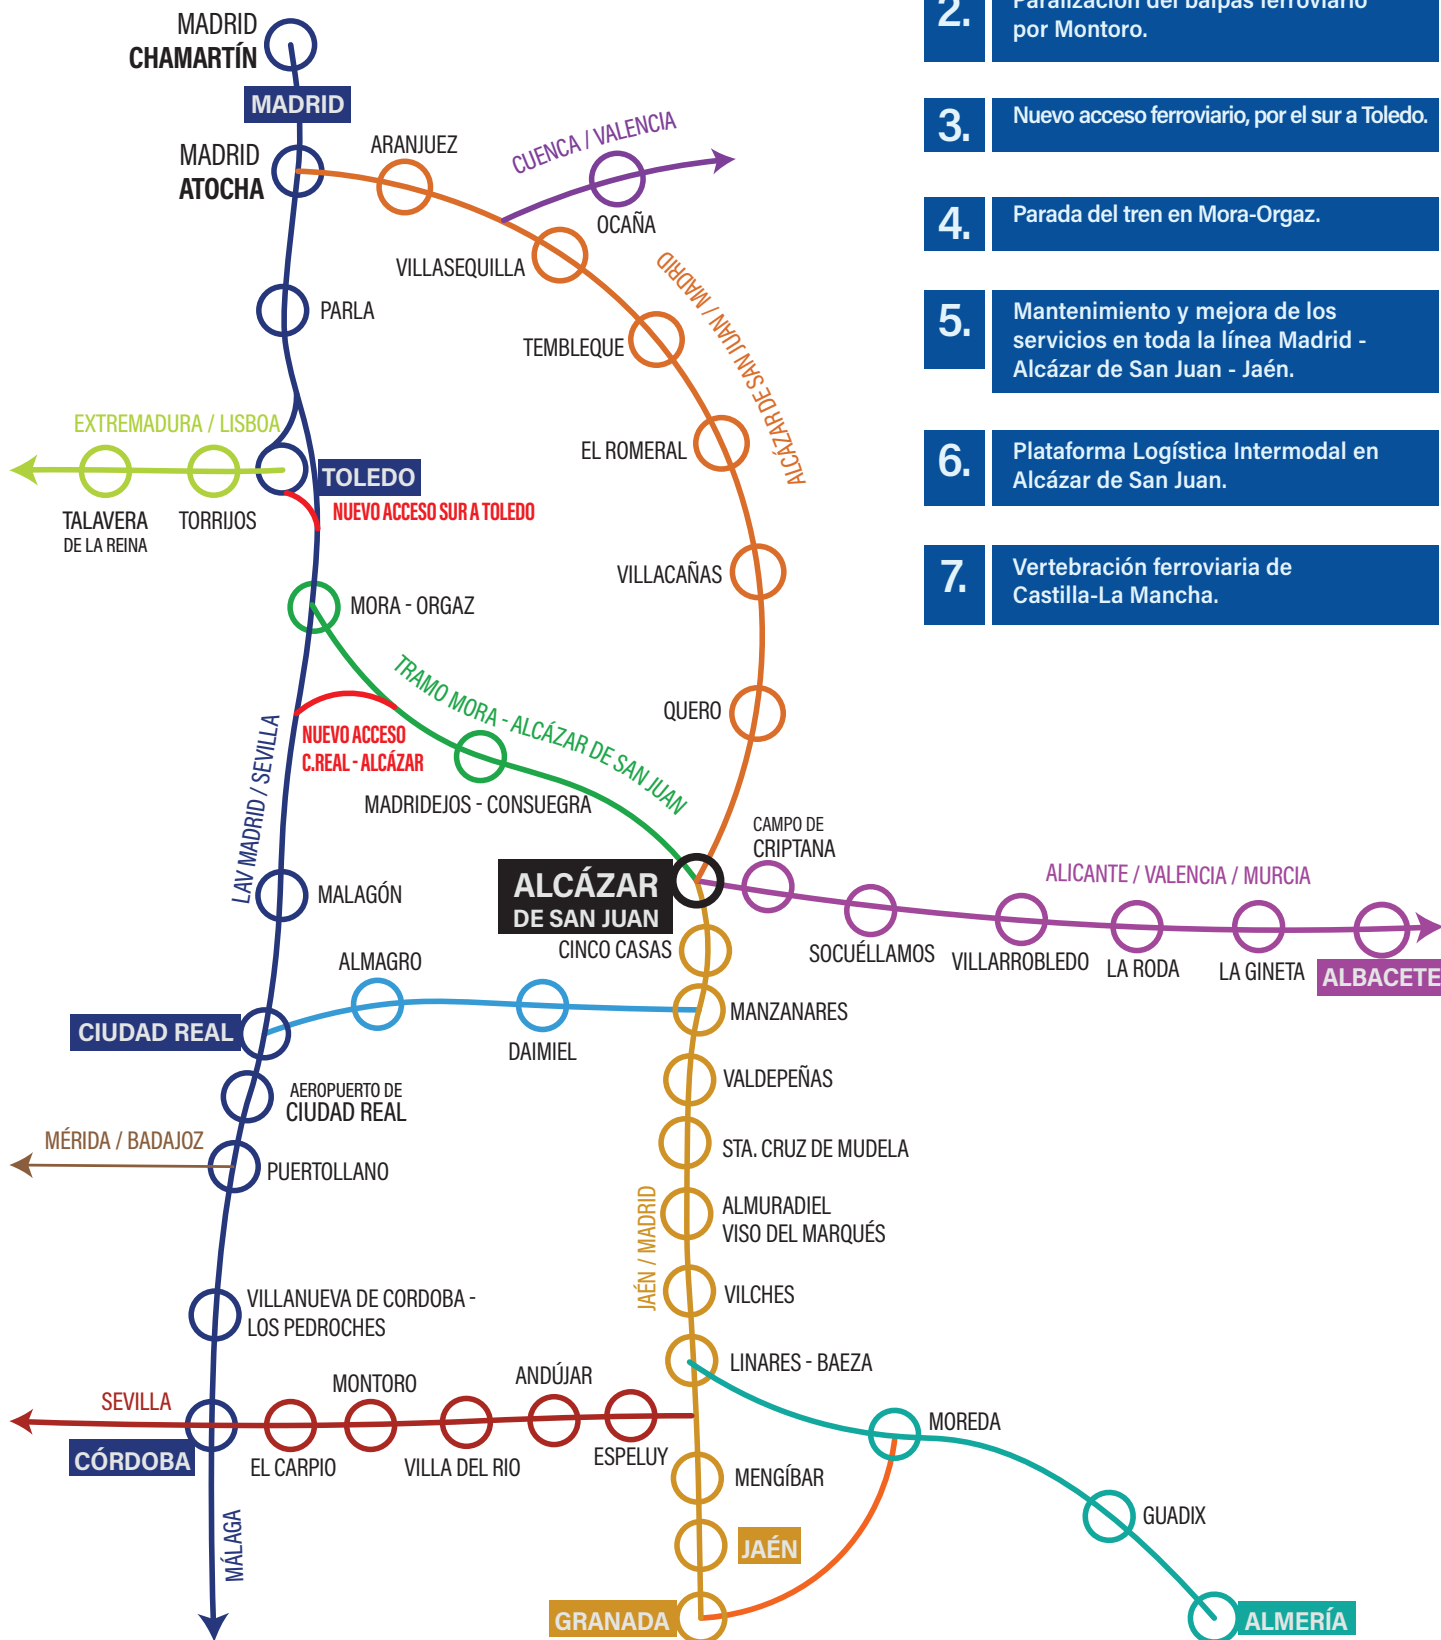 MADRID
CHAMARTÍN
MADRID
MADRID
ATOCHA
ARANJUEZ
CUENCA / VALENCIA
OCAÑA
VILLASEQUILLA
PARLA
TEMBLEQUE
ALCÁZAR DE SAN JUAN / MADRID
EXTREMADURA / LISBOA
EL ROMERAL
TOLEDO
NUEVO ACCESO SUR A TOLEDO
TALAVERA
DE LA REINA
TORRIJOS
VILLACAÑAS
MORA - ORGAZ
TRAMO MORA - ALCÁZAR DE SAN JUAN
QUERO
NUEVO ACCESO
C.REAL - ALCÁZAR
LAV MADRID / SEVILLA
MADRIDEJOS - CONSUEGRA
CAMPO DE
CRIPTANA
ALCÁZAR
DE SAN JUAN
ALICANTE / VALENCIA / MURCIA
MALAGÓN
CINCO CASAS
SOCUÉLLAMOS
VILLARROBLEDO
LA RODA
LA GINETA
ALBACETE
ALMAGRO
MANZANARES
CIUDAD REAL
DAIMIEL
VALDEPEÑAS
AEROPUERTO DE
CIUDAD REAL
MÉRIDA / BADAJOZ
STA. CRUZ DE MUDELA
PUERTOLLANO
JAÉN / MADRID
ALMURADIEL
VISO DEL MARQUÉS
VILCHES
VILLANUEVA DE CORDOBA -
LOS PEDROCHES
LINARES - BAEZA
SEVILLA
MONTORO
ANDÚJAR
CÓRDOBA
EL CARPIO
VILLA DEL RIO
ESPELUY
MOREDA
MENGÍBAR
MÁLAGA
GUADIX
JAÉN
GRANADA
ALMERÍA
2.
Paralización del baipás ferroviario
por Montoro.
3.
Nuevo acceso ferroviario, por el sur a Toledo.
4.
Parada del tren en Mora-Orgaz.
5.
Mantenimiento y mejora de los
servicios en toda la línea Madrid -
Alcázar de San Juan - Jaén.
6.
Plataforma Logística Intermodal en
Alcázar de San Juan.
7.
Vertebración ferroviaria de
Castilla-La Mancha.